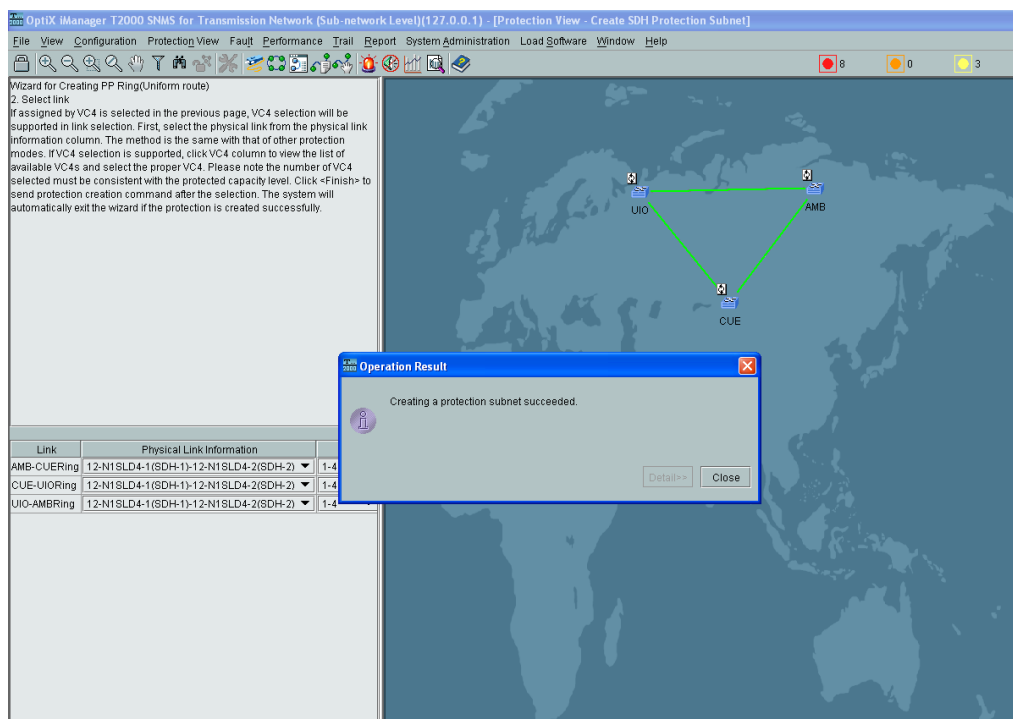 OptiX iManager T2000 SNMS for Transmission Network (Sub-network Level)(127.0.0.1) - [Protection View - Create SDH Protection Subnet]
File View Configuration Protection View Fault Performance Trail Report System Administration Load Software Window Help
8 0 3
Wizard for Creating PP Ring(Uniform route)
2. Select link
If assigned by VC4 is selected in the previous page, VC4 selection will be
supported in link selection. First, select the physical link from the physical link
information column. The method is the same with that of other protection
modes. If VC4 selection is supported, click VC4 column to view the list of
available VC4s and select the proper VC4. Please note the number of VC4
selected must be consistent with the protected capacity level. Click <Finish> to
send protection creation command after the selection. The system will
automatically exit the wizard if the protection is created successfully.
UIO
AMB
CUE
Operation Result
Creating a protection subnet succeeded.
Detail>> Close
Link Physical Link Information
AMB-CUERing 12-N1SLD4-1(SDH-1)-12-N1SLD4-2(SDH-2) 1-4
CUE-UIORing 12-N1SLD4-1(SDH-1)-12-N1SLD4-2(SDH-2) 1-4
UIO-AMBRing 12-N1SLD4-1(SDH-1)-12-N1SLD4-2(SDH-2) 1-4